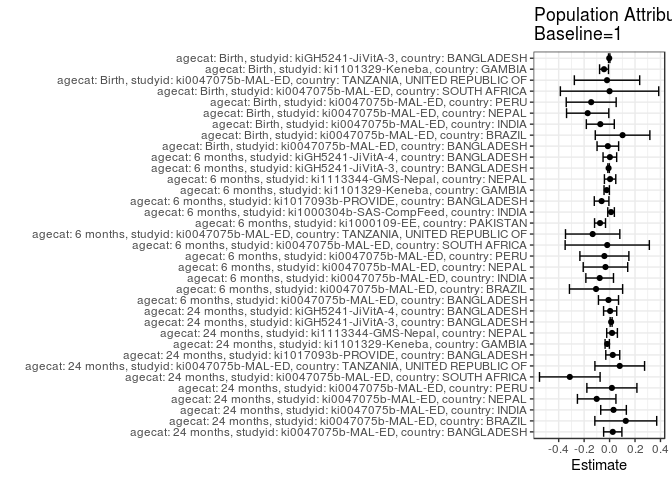 Population Attribu
Baseline=1
agecat: Birth, studyid: kiGH5241-JiVitA-3, country: BANGLADESH
agecat: Birth, studyid: ki1101329-Keneba, country: GAMBIA
agecat: Birth, studyid: ki0047075b-MAL-ED, country: TANZANIA, UNITED REPUBLIC OF
agecat: Birth, studyid: ki0047075b-MAL-ED, country: SOUTH AFRICA
agecat: Birth, studyid: ki0047075b-MAL-ED, country: PERU
agecat: Birth, studyid: ki0047075b-MAL-ED, country: NEPAL
agecat: Birth, studyid: ki0047075b-MAL-ED, country: INDIA
agecat: Birth, studyid: ki0047075b-MAL-ED, country: BRAZIL
agecat: Birth, studyid: ki0047075b-MAL-ED, country: BANGLADESH
agecat: 6 months, studyid: kiGH5241-JiVitA-4, country: BANGLADESH
agecat: 6 months, studyid: kiGH5241-JiVitA-3, country: BANGLADESH
agecat: 6 months, studyid: ki1113344-GMS-Nepal, country: NEPAL
agecat: 6 months, studyid: ki1101329-Keneba, country: GAMBIA
agecat: 6 months, studyid: ki1017093b-PROVIDE, country: BANGLADESH
agecat: 6 months, studyid: ki1000304b-SAS-CompFeed, country: INDIA
agecat: 6 months, studyid: ki1000109-EE, country: PAKISTAN
agecat: 6 months, studyid: ki0047075b-MAL-ED, country: TANZANIA, UNITED REPUBLIC OF
agecat: 6 months, studyid: ki0047075b-MAL-ED, country: SOUTH AFRICA
agecat: 6 months, studyid: ki0047075b-MAL-ED, country: PERU
agecat: 6 months, studyid: ki0047075b-MAL-ED, country: NEPAL
agecat: 6 months, studyid: ki0047075b-MAL-ED, country: INDIA
agecat: 6 months, studyid: ki0047075b-MAL-ED, country: BRAZIL
agecat: 6 months, studyid: ki0047075b-MAL-ED, country: BANGLADESH
agecat: 24 months, studyid: kiGH5241-JiVitA-4, country: BANGLADESH
agecat: 24 months, studyid: kiGH5241-JiVitA-3, country: BANGLADESH
agecat: 24 months, studyid: ki1113344-GMS-Nepal, country: NEPAL
agecat: 24 months, studyid: ki1101329-Keneba, country: GAMBIA
agecat: 24 months, studyid: ki1017093b-PROVIDE, country: BANGLADESH
agecat: 24 months, studyid: ki0047075b-MAL-ED, country: TANZANIA, UNITED REPUBLIC OF
agecat: 24 months, studyid: ki0047075b-MAL-ED, country: SOUTH AFRICA
agecat: 24 months, studyid: ki0047075b-MAL-ED, country: PERU
agecat: 24 months, studyid: ki0047075b-MAL-ED, country: NEPAL
agecat: 24 months, studyid: ki0047075b-MAL-ED, country: INDIA
agecat: 24 months, studyid: ki0047075b-MAL-ED, country: BRAZIL
agecat: 24 months, studyid: ki0047075b-MAL-ED, country: BANGLADESH
-0.4 -0.2 0.0 0.2 0.4
Estimate